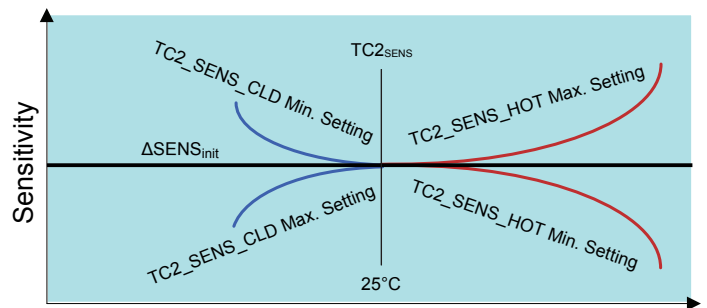 TC2_SENS_CLD Min. Setting
TC2SENS
TC2_SENS_HOT Max. Setting
ΔSENSinit
Sensitivity
TC2_SENS_CLD Max. Setting
TC2_SENS_HOT Min. Setting
25°C